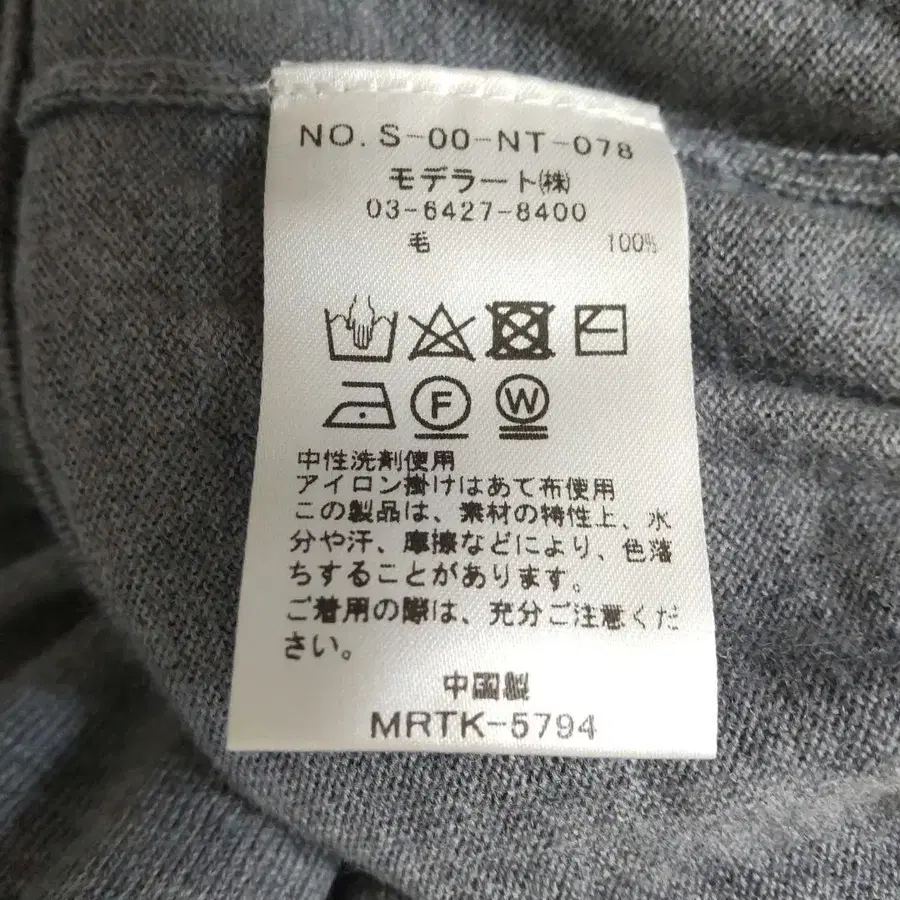 NO. S-00-NT-078
モデラート㈱
03-6427-8400
毛 100%
F W
中性洗剤使用
アイロン掛けはあて布使用
この製品は、素材の特性上、水
分や汗、摩擦などにより、色落
ちすることがあります。
ご着用の際は、充分ご注意くだ
さい。
中国製
MRTK-5794